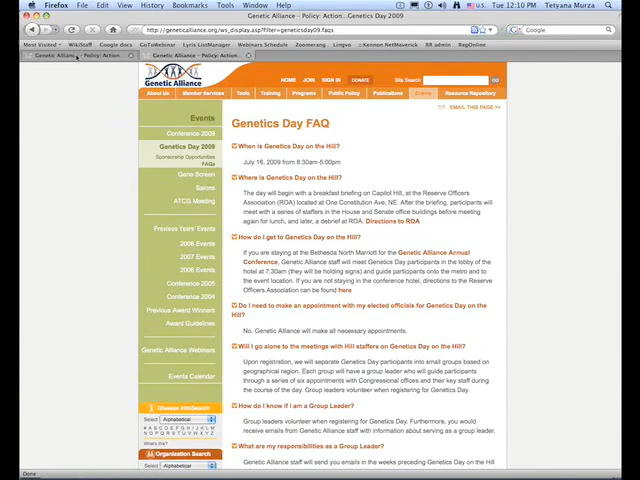 Firefox File Edit View History Bookmarks Tools Window Help Tue 12:10 PM Tetyana Murza
Genetic Alliance – Policy: Action...Genetics Day 2009
http://geneticalliance.org/ws_display.asp?filter=geneticsday09.faqs
Google
Most Visited WikiStaff Google docs GoToWebinar Lyris ListManager Webinars Schedule Zoomerang Lingvo :: Kennon NetMaverick RR admin RegOnline
Genetic Allianc – Policy: Action... Genetic Alliance – Policy: Action...
Genetic Alliance
HOME JOIN SIGN IN DONATE Site Search GO
About Us Member Services Tools Training Programs Public Policy Publications Events Resource Repository
EMAIL THIS PAGE >>
Events
Conference 2009
Genetics Day 2009
Sponsorship Opportunities
FAQs
Gene Screen
Salons
ATCG Meeting
Previous Years' Events
2008 Events
2007 Events
2006 Events
Conference 2005
Conference 2004
Previous Award Winners
Award Guidelines
Genetic Alliance Webinars
Events Calendar
Disease InfoSearch
Select Alphabetical
A B C D E F G H I J K L M
N O P Q R S T U V W X Y Z
What's this?
Organization Search
Select Alphabetical
Genetics Day FAQ
When is Genetics Day on the Hill?
July 16, 2009 from 8:30am-5:00pm
Where is Genetics Day on the Hill?
The day will begin with a breakfast briefing on Capitol Hill, at the Reserve Officers
Association (ROA) located at One Constitution Ave, NE. After the briefing, participants will
meet with a series of staffers in the House and Senate office buildings before meeting
again for lunch, and later, a debrief at ROA. Directions to ROA
How do I get to Genetics Day on the Hill?
If you are staying at the Bethesda North Marriott for the Genetic Alliance Annual
Conference, Genetic Alliance staff will meet Genetics Day participants in the lobby of the
hotel at 7:30am (they will be holding signs) and guide participants onto the metro and
to the event location. If you are not staying in the conference hotel, directions to the Reserve
Officers Association can be found here
Do I need to make an appointment with my elected officials for Genetics Day on the
Hill?
No. Genetic Alliance will make all necessary appointments.
Will I go alone to the meetings with Hill staffers on Genetics Day on the Hill?
Upon registration, we will separate Genetics Day participants into small groups based on
geographical region. Each group will have a group leader who will guide participants
through a series of six appointments with Congressional offices and their key staff during
the course of the day. Group leaders volunteer when registering for Genetics Day.
How do I know if I am a Group Leader?
Group leaders volunteer when registering for Genetics Day. Furthermore, you would
receive emails from Genetic Alliance with information about serving as a group leader.
What are my responsibilities as a Group Leader?
Genetic Alliance staff will send you emails in the weeks preceding Genetics Day on the Hill
Done